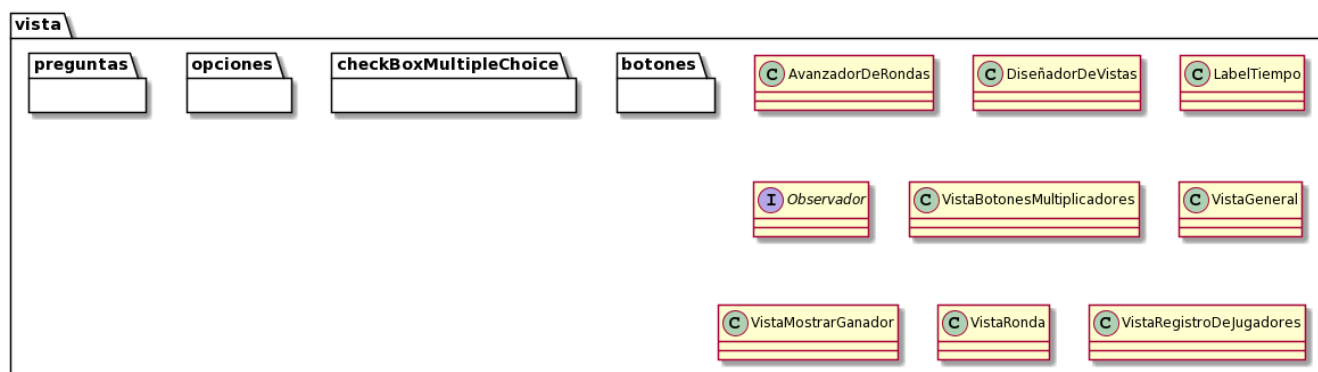 vista
preguntas
opciones
checkBoxMultipleChoice
botones
C AvanzadorDeRondas
C DiseñadorDeVistas
C LabelTiempo
I Observador
C VistaBotonesMultiplicadores
C VistaGeneral
C VistaMostrarGanador
C VistaRonda
C VistaRegistroDeJugadores